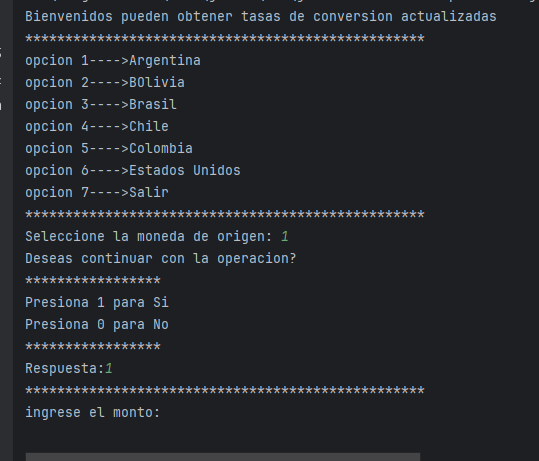 Bienvenidos pueden obtener tasas de conversion actualizadas
**************************************************
opcion 1---->Argentina
opcion 2---->BOlivia
opcion 3---->Brasil
opcion 4---->Chile
opcion 5---->Colombia
opcion 6---->Estados Unidos
opcion 7---->Salir
**************************************************
Seleccione la moneda de origen: 1
Deseas continuar con la operacion?
*****************
Presiona 1 para Si
Presiona 0 para No
*****************
Respuesta:1
**************************************************
ingrese el monto: